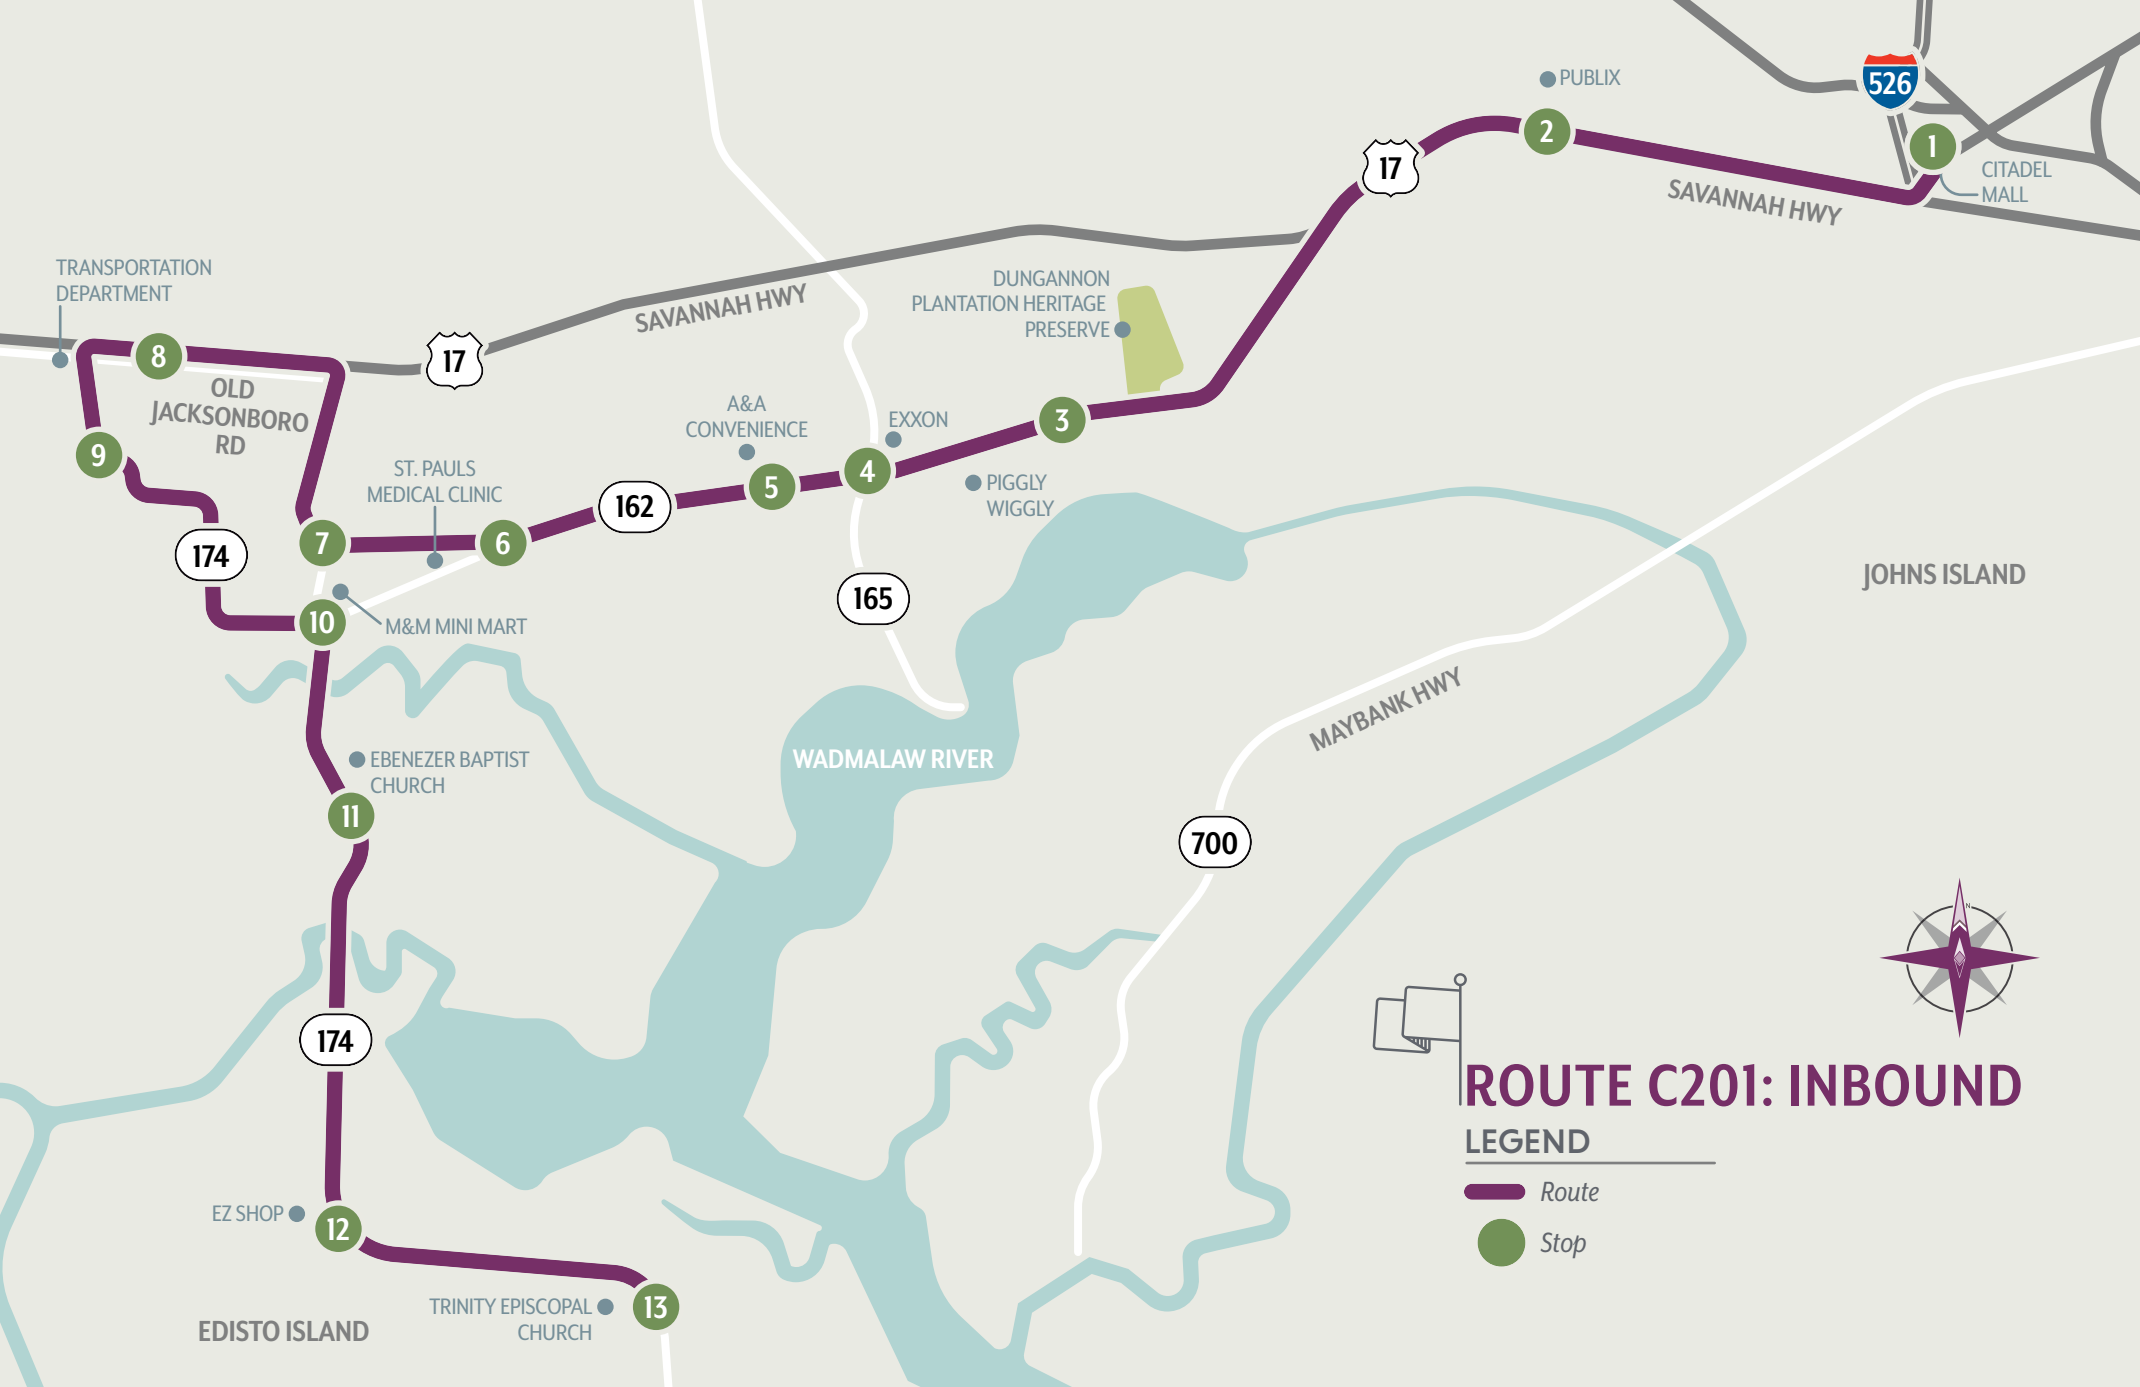 PUBLIX
526
2
1
17
CITADEL
MALL
SAVANNAH HWY
TRANSPORTATION
DEPARTMENT
DUNGANNON
PLANTATION HERITAGE
PRESERVE
SAVANNAH HWY
8
17
OLD
JACKSONBORO
RD
A&A
CONVENIENCE
EXXON
3
9
ST. PAULS
MEDICAL CLINIC
4
5
PIGGLY
WIGGLY
162
7
6
174
JOHNS ISLAND
165
10
M&M MINI MART
MAYBANK HWY
EBENEZER BAPTIST
CHURCH
WADMALAW RIVER
11
700
N
174
ROUTE C201: INBOUND
LEGEND
Route
Stop
EZ SHOP
12
TRINITY EPISCOPAL
CHURCH
13
EDISTO ISLAND